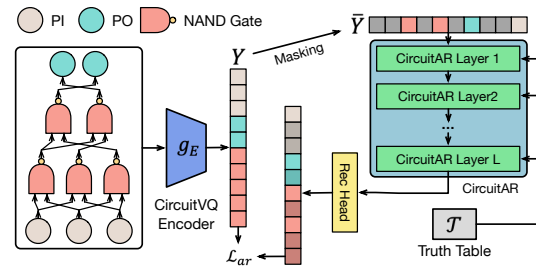 PI
PO
NAND Gate
Y
Ȳ
Masking
CircuitAR Layer 1
CircuitAR Layer2
...
CircuitAR Layer L
CircuitAR
g_E
CircuitVQ
Encoder
Rec Head
𝒯
Truth Table
ℒ_ar